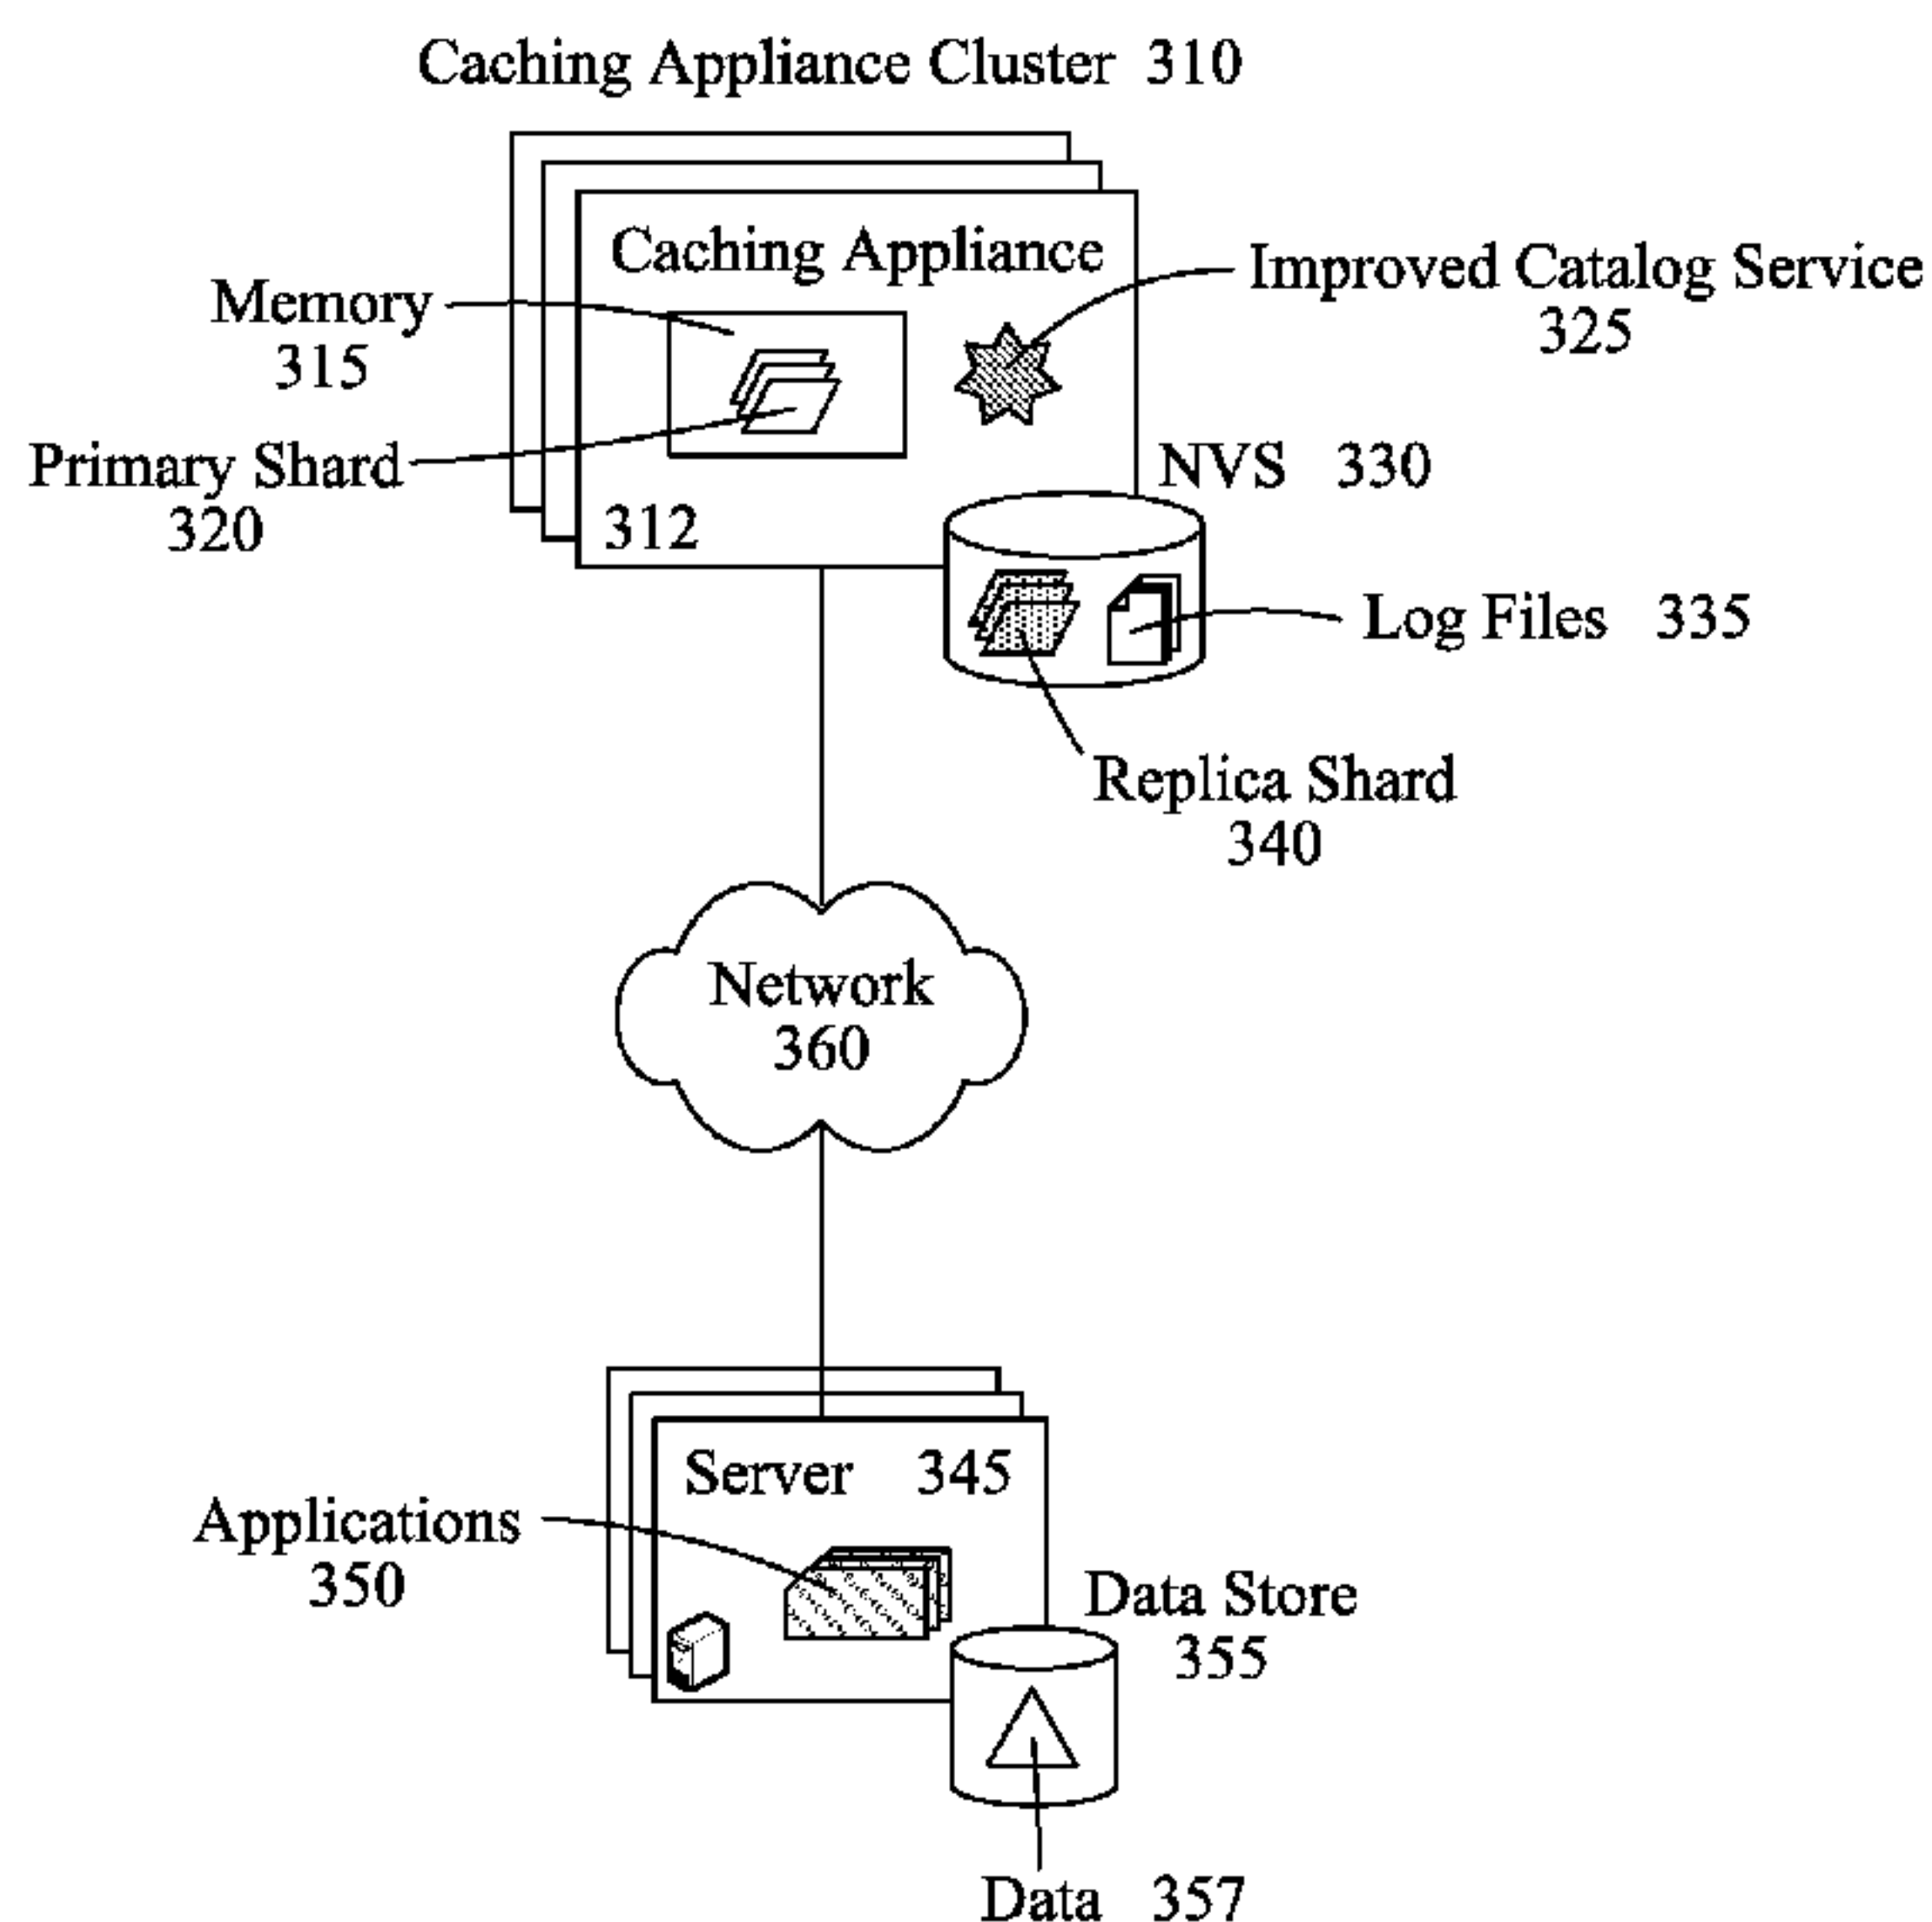 Caching Appliance Cluster 310
Caching Appliance
Improved Catalog Service
325
Memory
315
Primary Shard
320
312
NVS 330
Log Files 335
Replica Shard
340
Network
360
Server 345
Applications
350
Data Store
355
Data 357